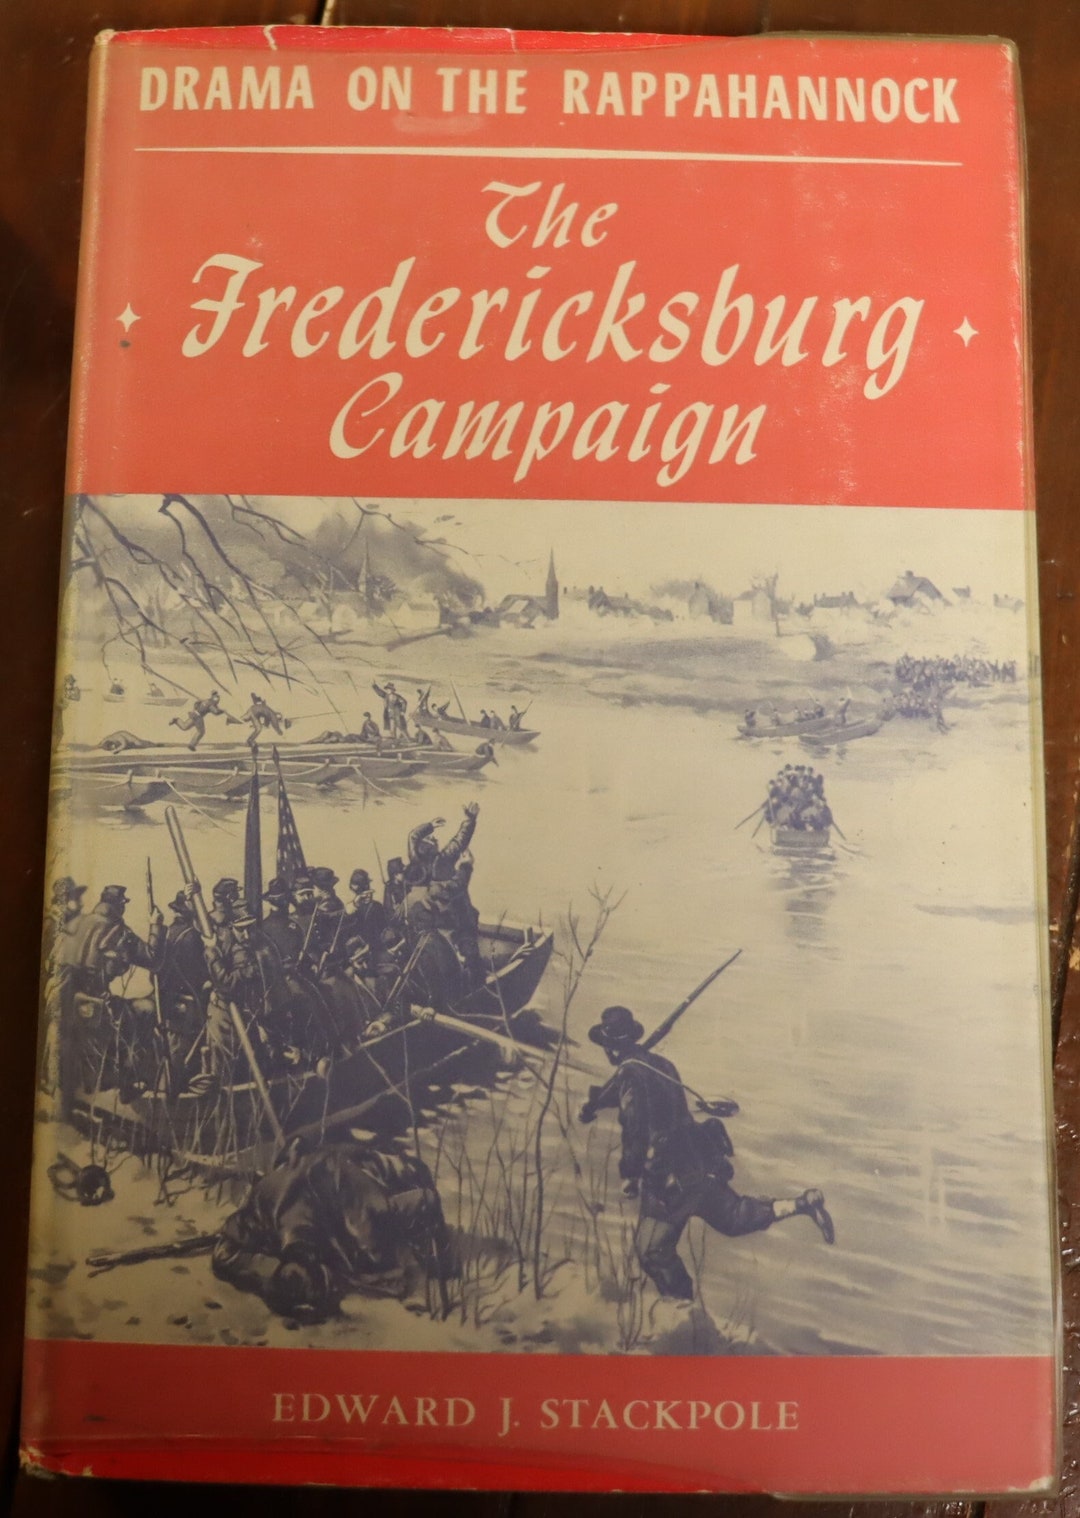 DRAMA ON THE RAPPAHANNOCK
The
Fredericksburg
Campaign
EDWARD J. STACKPOLE